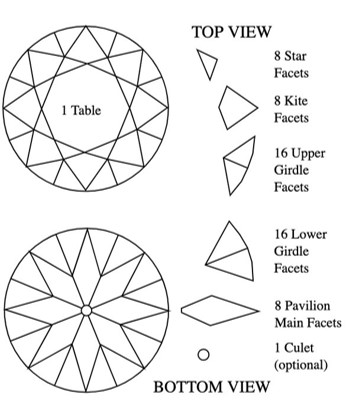 TOP VIEW
1 Table
8 Star
Facets
8 Kite
Facets
16 Upper
Girdle
Facets
16 Lower
Girdle
Facets
8 Pavilion
Main Facets
1 Culet
(optional)
BOTTOM VIEW